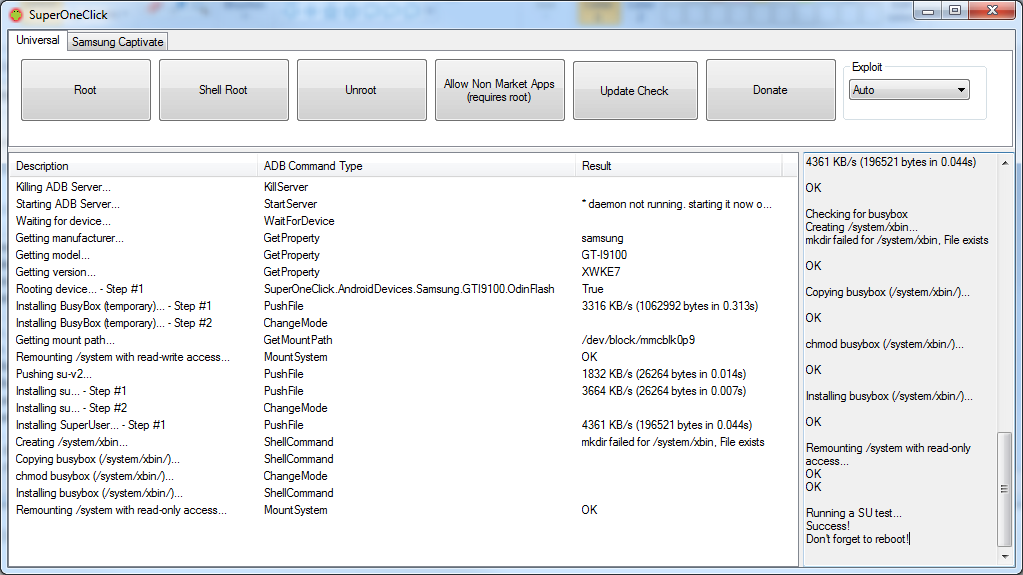 SuperOneClick
Universal
Samsung Captivate
Root
Shell Root
Unroot
Allow Non Market Apps
(requires root)
Update Check
Donate
Exploit
Auto
Description ADB Command Type Result
Killing ADB Server... KillServer
Starting ADB Server... StartServer * daemon not running. starting it now o...
Waiting for device... WaitForDevice
Getting manufacturer... GetProperty samsung
Getting model... GetProperty GT-I9100
Getting version... GetProperty XWKE7
Rooting device... - Step #1 SuperOneClick.AndroidDevices.Samsung.GTI9100.OdinFlash True
Installing BusyBox (temporary)... - Step #1 PushFile 3316 KB/s (1062992 bytes in 0.313s)
Installing BusyBox (temporary)... - Step #2 ChangeMode
Getting mount path... GetMountPath /dev/block/mmcblk0p9
Remounting /system with read-write access... MountSystem OK
Pushing su-v2... PushFile 1832 KB/s (26264 bytes in 0.014s)
Installing su... - Step #1 PushFile 3664 KB/s (26264 bytes in 0.007s)
Installing su... - Step #2 ChangeMode
Installing SuperUser... - Step #1 PushFile 4361 KB/s (196521 bytes in 0.044s)
Creating /system/xbin... ShellCommand mkdir failed for /system/xbin, File exists
Copying busybox (/system/xbin/)... ShellCommand
chmod busybox (/system/xbin/)... ChangeMode
Installing busybox (/system/xbin/)... ShellCommand
Remounting /system with read-only access... MountSystem OK
4361 KB/s (196521 bytes in 0.044s)
OK
Checking for busybox
Creating /system/xbin...
mkdir failed for /system/xbin, File exists
OK
Copying busybox (/system/xbin/)...
OK
chmod busybox (/system/xbin/)...
OK
Installing busybox (/system/xbin/)...
OK
Remounting /system with read-only
access...
OK
OK
Running a SU test...
Success!
Don't forget to reboot!